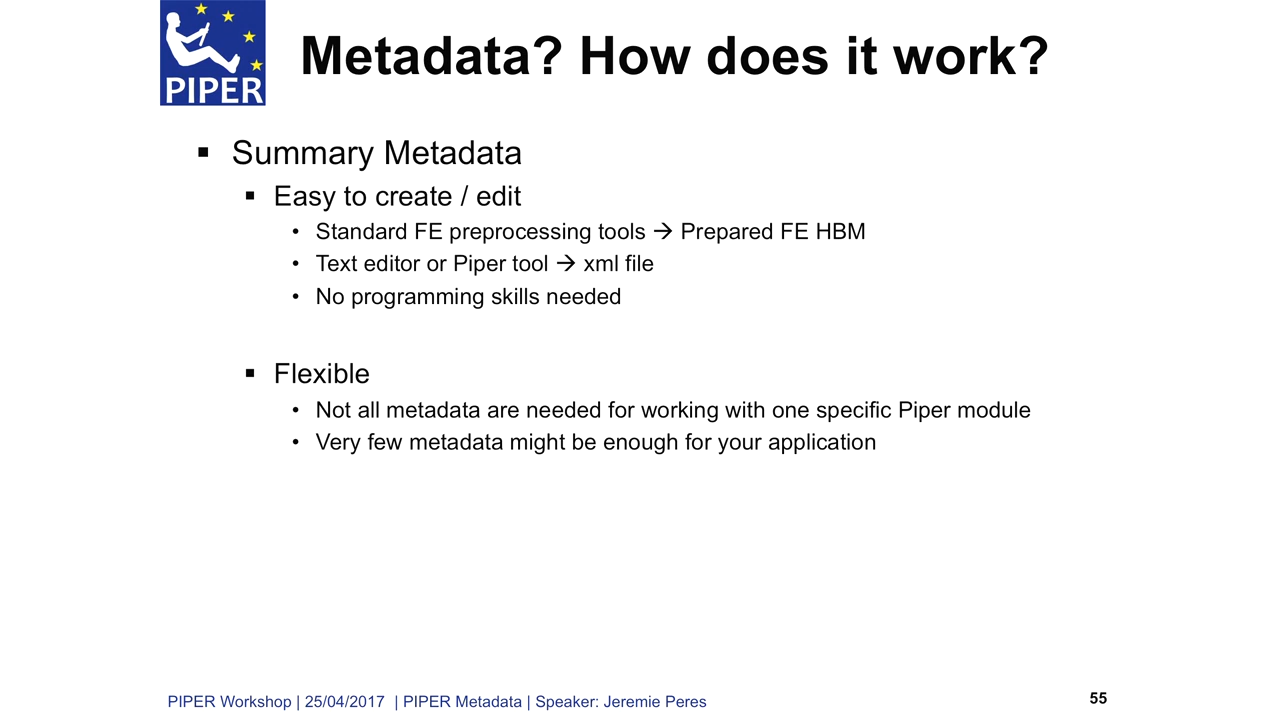 PIPER
Metadata? How does it work?
▪ Summary Metadata
▪ Easy to create / edit
• Standard FE preprocessing tools → Prepared FE HBM
• Text editor or Piper tool → xml file
• No programming skills needed
▪ Flexible
• Not all metadata are needed for working with one specific Piper module
• Very few metadata might be enough for your application
PIPER Workshop | 25/04/2017 | PIPER Metadata | Speaker: Jeremie Peres
55